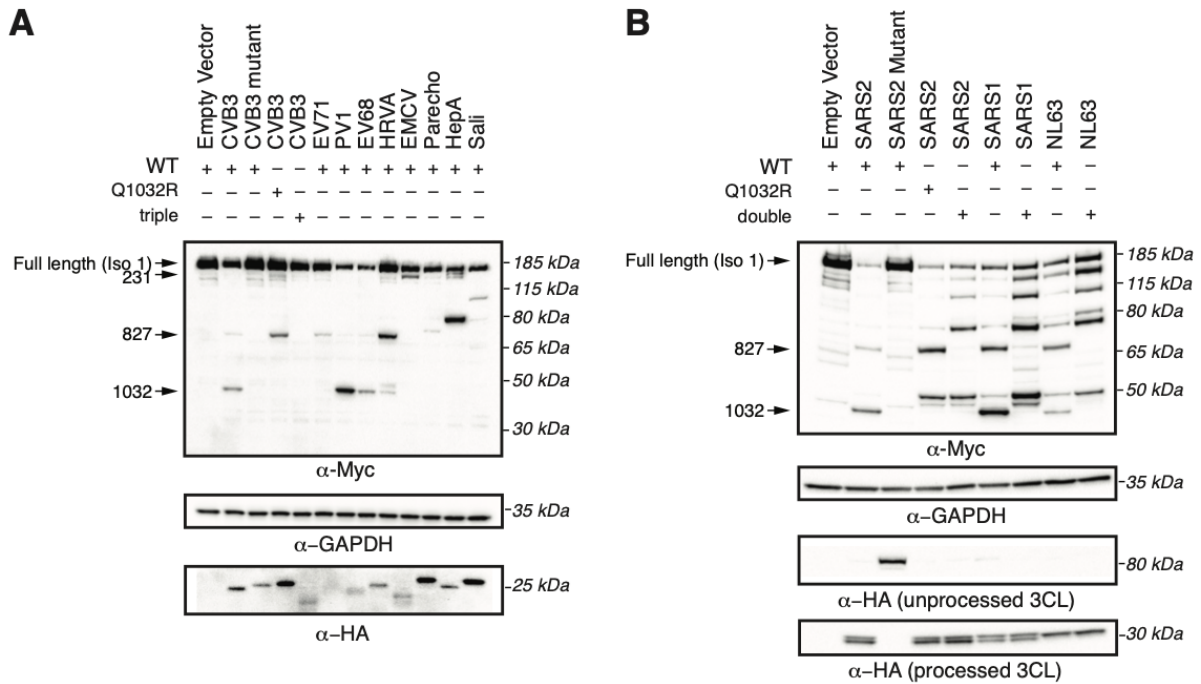 A
Empty Vector
CVB3
CVB3 mutant
CVB3
CVB3
EV71
PV1
EV68
HRVA
EMCV
Parecho
HepA
Sali
WT + + + – – + + + + + + + +
Q1032R – – – + – – – – – – – – –
triple – – – – + – – – – – – – –
Full length (Iso 1)
231
827
1032
185 kDa
115 kDa
80 kDa
65 kDa
50 kDa
30 kDa
α-Myc
35 kDa
α–GAPDH
25 kDa
α–HA
B
Empty Vector
SARS2
SARS2 Mutant
SARS2
SARS2
SARS1
SARS1
NL63
NL63
WT + + + – – + – + –
Q1032R – – – + – – – – –
double – – – – + – + – +
Full length (Iso 1)
827
1032
185 kDa
115 kDa
80 kDa
65 kDa
50 kDa
α-Myc
35 kDa
α–GAPDH
80 kDa
α–HA (unprocessed 3CL)
30 kDa
α–HA (processed 3CL)